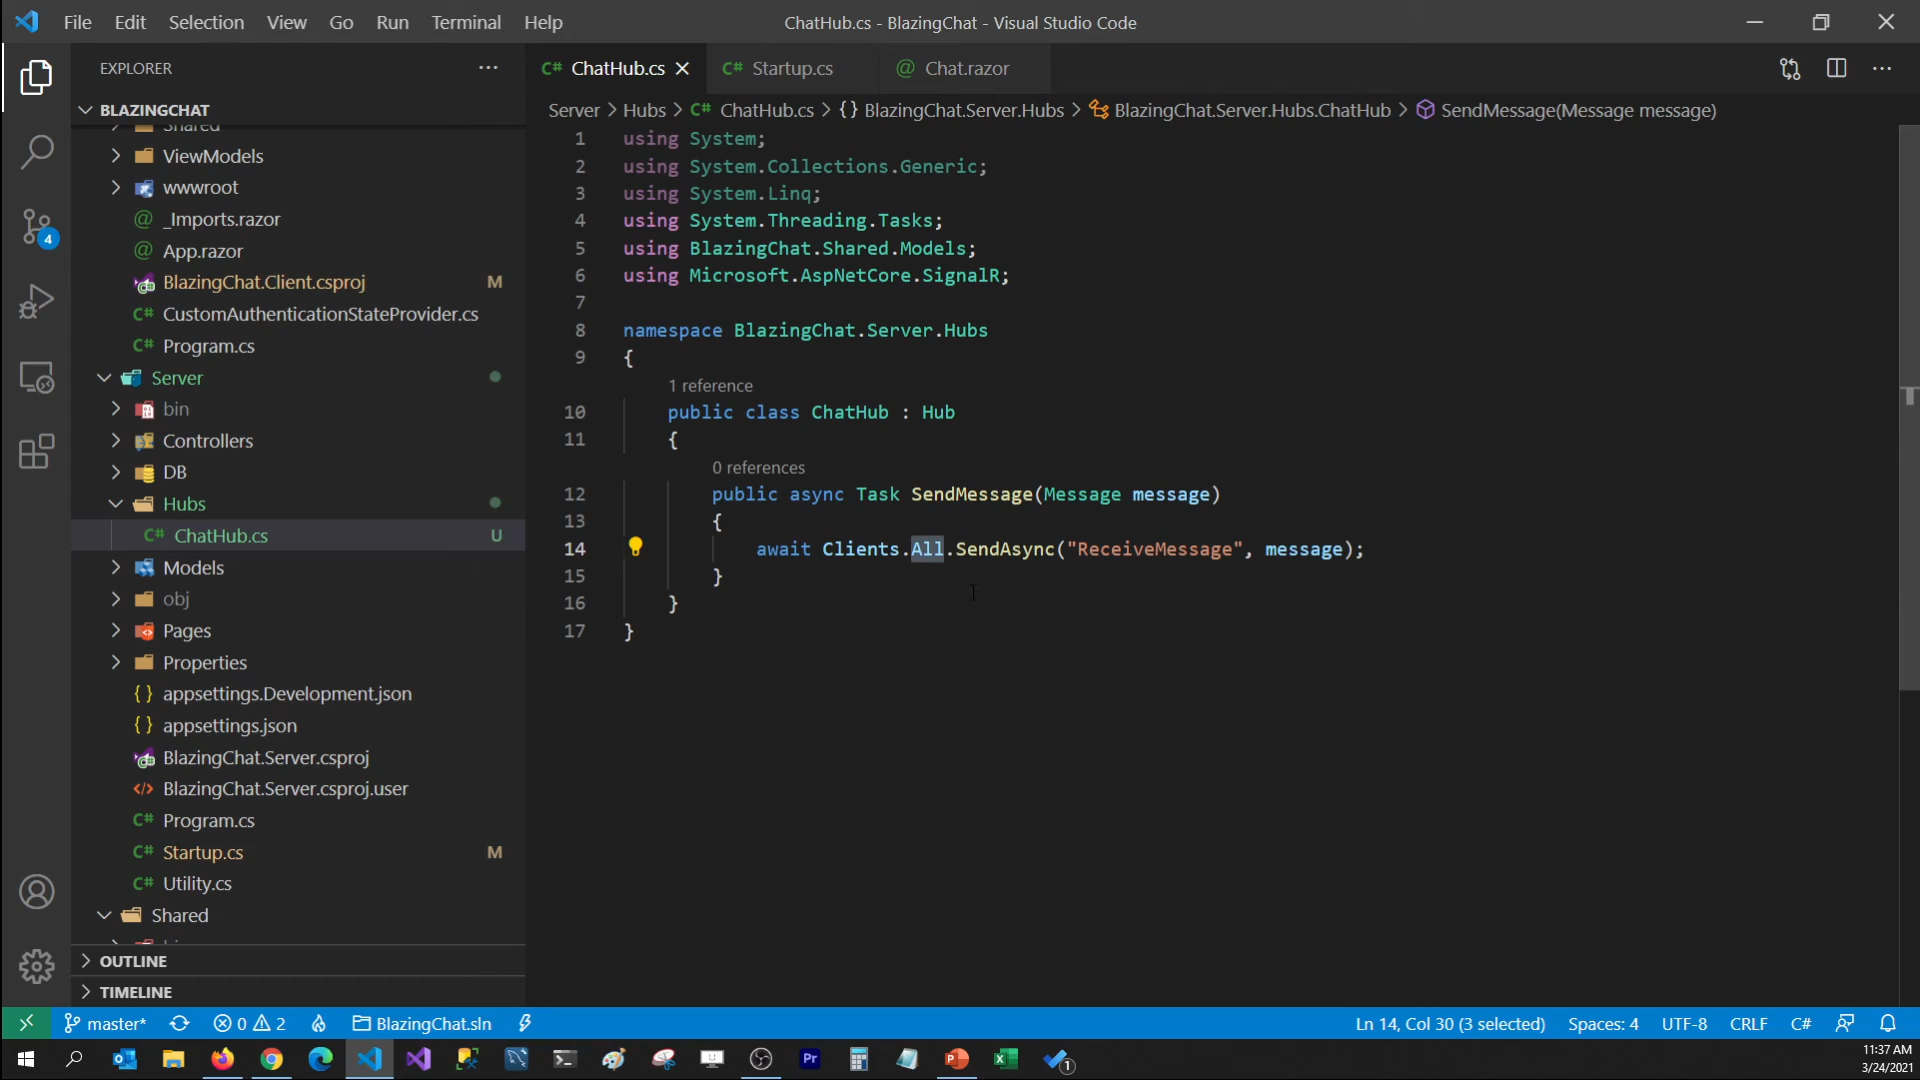 File Edit Selection View Go Run Terminal Help
ChatHub.cs - BlazingChat - Visual Studio Code
EXPLORER
BLAZINGCHAT
Shared
ViewModels
wwwroot
_Imports.razor
App.razor
BlazingChat.Client.csproj M
CustomAuthenticationStateProvider.cs
Program.cs
Server
bin
Controllers
DB
Hubs
ChatHub.cs U
Models
obj
Pages
Properties
appsettings.Development.json
appsettings.json
BlazingChat.Server.csproj
BlazingChat.Server.csproj.user
Program.cs
Startup.cs M
Utility.cs
Shared
OUTLINE
TIMELINE
4
C# ChatHub.cs C# Startup.cs @ Chat.razor
Server > Hubs > C# ChatHub.cs > {} BlazingChat.Server.Hubs > BlazingChat.Server.Hubs.ChatHub > SendMessage(Message message)
1 using System;
2 using System.Collections.Generic;
3 using System.Linq;
4 using System.Threading.Tasks;
5 using BlazingChat.Shared.Models;
6 using Microsoft.AspNetCore.SignalR;
7
8 namespace BlazingChat.Server.Hubs
9 {
1 reference
10 public class ChatHub : Hub
11 {
0 references
12 public async Task SendMessage(Message message)
13 {
14 await Clients.All.SendAsync("ReceiveMessage", message);
15 }
16 }
17 }
master* 0 2 BlazingChat.sln Ln 14, Col 30 (3 selected) Spaces: 4 UTF-8 CRLF C#
Pr 1
11:37 AM
3/24/2021